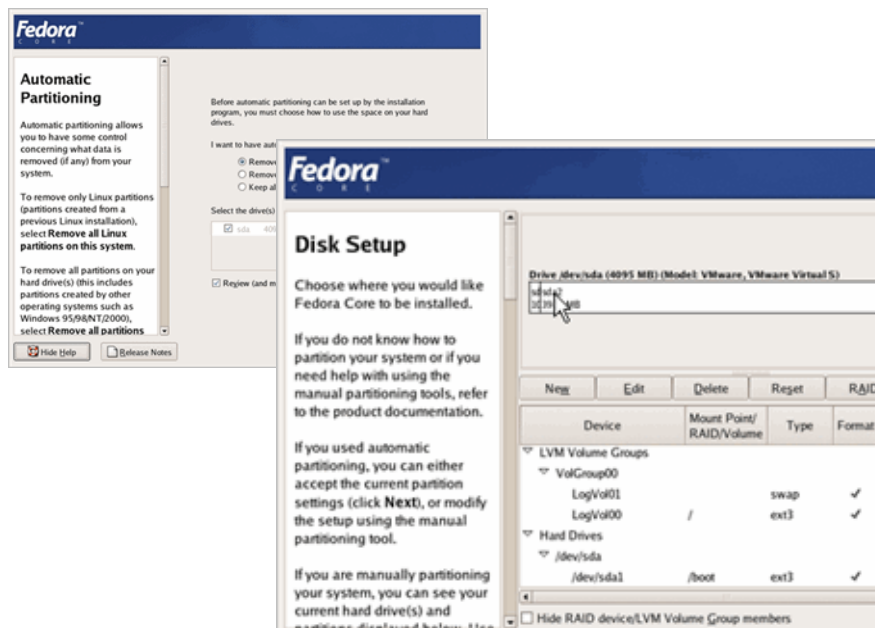 Fedora™
CORE
Automatic
Partitioning
Automatic partitioning allows
you to have some control
concerning what data is
removed (if any) from your
system.
To remove only Linux partitions
(partitions created from a
previous Linux installation),
select Remove all Linux
partitions on this system.
To remove all partitions on your
hard drive(s) (this includes
partitions created by other
operating systems such as
Windows 95/98/NT/2000),
select Remove all partitions
Hide Help
Release Notes
Before automatic partitioning can be set up by the installation
program, you must choose how to use the space on your hard
drives.
I want to have
Keep
Select the drive(s)
sda
Review (and
Fedora™
CORE
Disk Setup
Choose where you would like
Fedora Core to be installed.
If you do not know how to
partition your system or if you
need help with using the
manual partitioning tools, refer
to the product documentation.
If you used automatic
partitioning, you can either
accept the current partition
settings (click Next), or modify
the setup using the manual
partitioning tool.
If you are manually partitioning
your system, you can see your
current hard drive(s) and
partitions displayed below. Use
Drive /dev/sda (4095 MB) (Model: VMware, VMware Virtual S)
sda2
MB
New Edit Delete Reset RAID
Device Mount Point/ RAID/Volume Type Format
LVM Volume Groups
VolGroup00
LogVol01 swap ✓
LogVol00 / ext3 ✓
Hard Drives
/dev/sda
/dev/sda1 /boot ext3 ✓
Hide RAID device/LVM Volume Group members